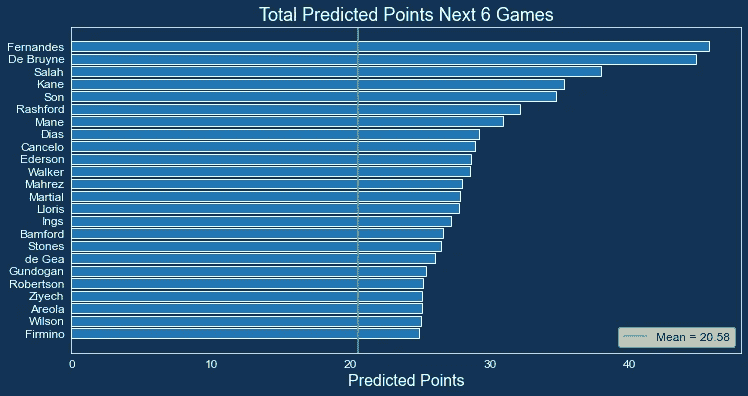 Total Predicted Points Next 6 Games
Fernandes
De Bruyne
Salah
Kane
Son
Rashford
Mane
Dias
Cancelo
Ederson
Walker
Mahrez
Martial
Lloris
Ings
Bamford
Stones
de Gea
Gundogan
Robertson
Ziyech
Areola
Wilson
Firmino
Mean = 20.58
0 10 20 30 40
Predicted Points